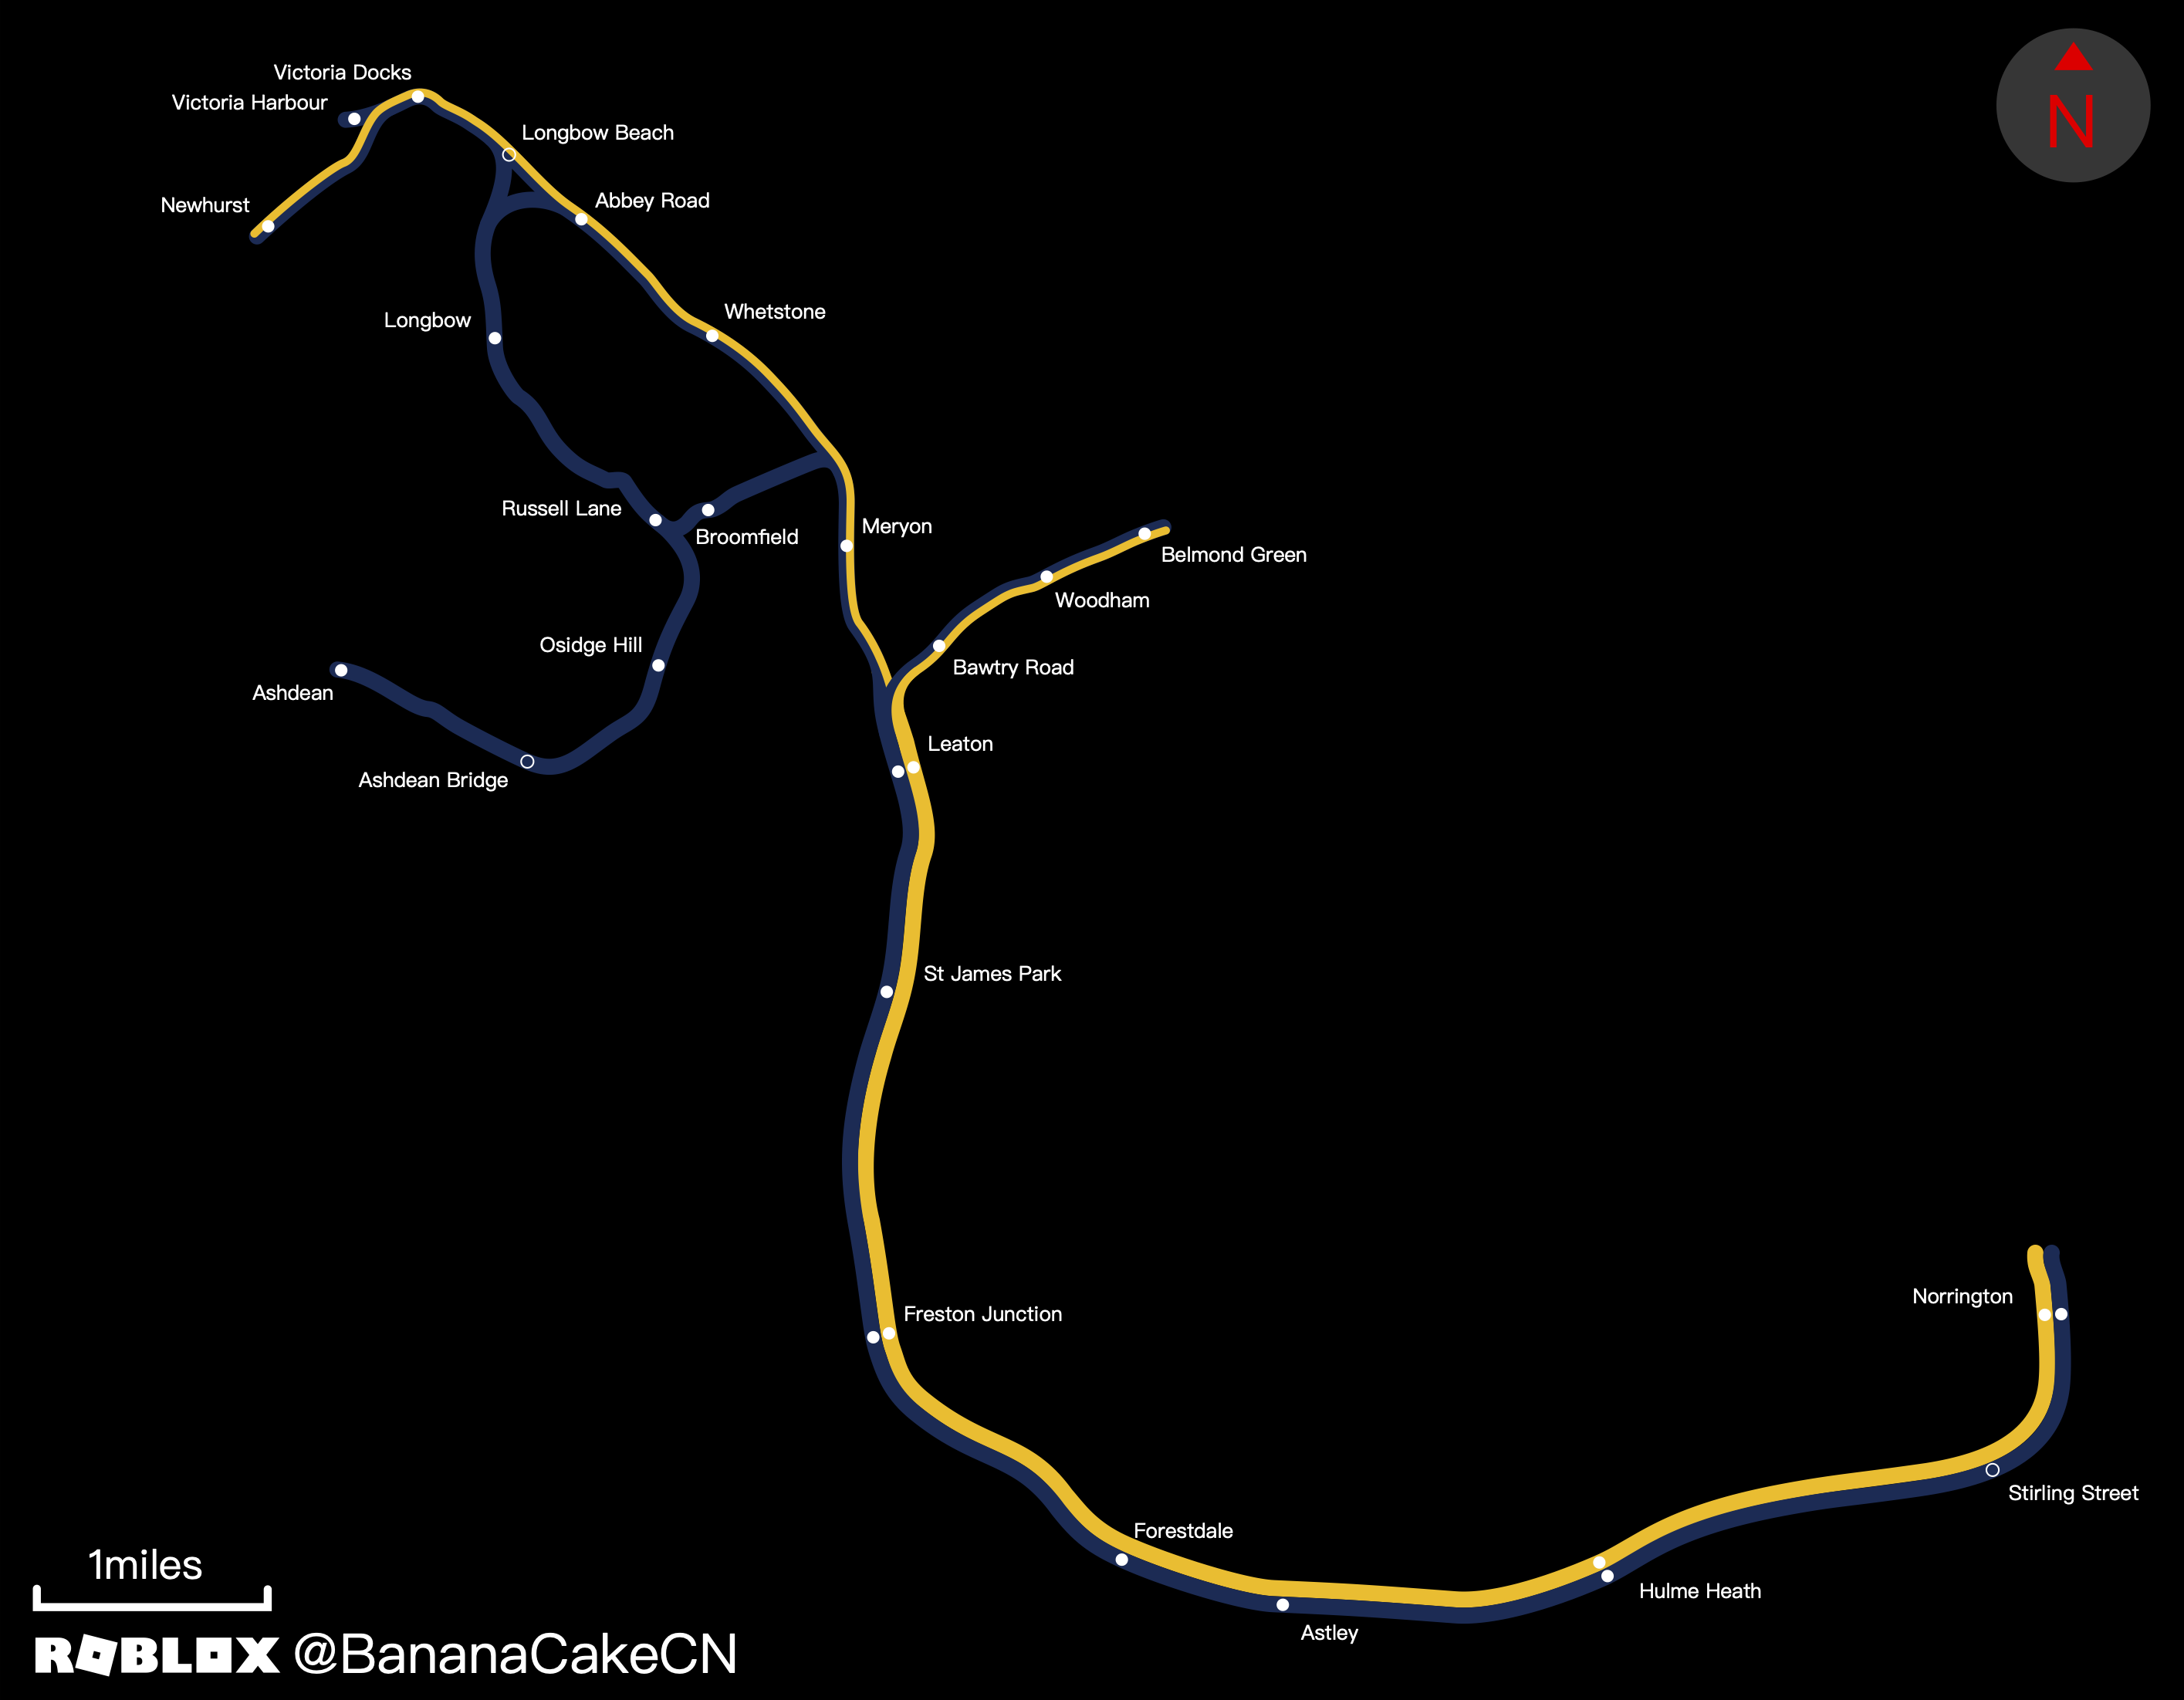 Victoria Docks
Victoria Harbour
N
Longbow Beach
Newhurst
Abbey Road
Whetstone
Longbow
Russell Lane
Broomfield
Meryon
Belmond Green
Woodham
Osidge Hill
Bawtry Road
Ashdean
Leaton
Ashdean Bridge
St James Park
Norrington
Freston Junction
Stirling Street
Forestdale
Hulme Heath
Astley
1miles
ROBLOX @BananaCakeCN